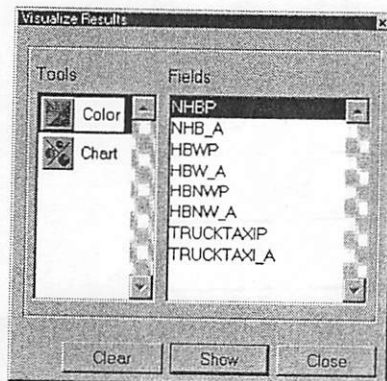 Visualize Results
Tools
Fields
Color
Chart
NHBP
NHB_A
HBWP
HBW_A
HBNWP
HBNW_A
TRUCKTAXIP
TRUCKTAXI_A
Clear
Show
Close